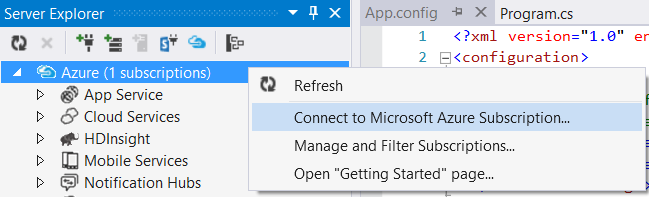 Server Explorer
App.config Program.cs
Azure (1 subscriptions)
App Service
Cloud Services
HDInsight
Mobile Services
Notification Hubs
Refresh
Connect to Microsoft Azure Subscription...
Manage and Filter Subscriptions...
Open "Getting Started" page...
1 <?xml version="1.0" en
2 <configuration>